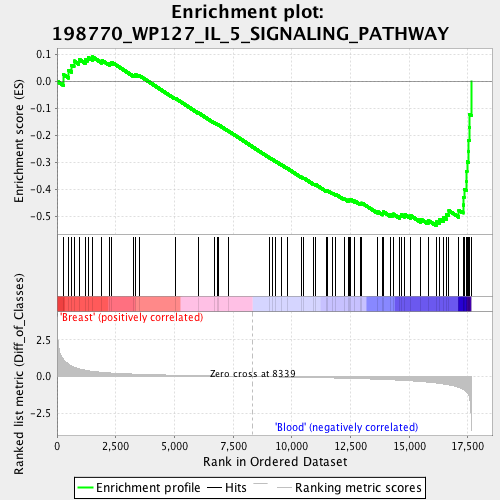 Enrichment plot:
198770_WP127_IL_5_SIGNALING_PATHWAY
Enrichment score (ES)
0.1
0.0
-0.1
-0.2
-0.3
-0.4
-0.5
'Breast' (positively correlated)
Ranked list metric (Diff_of_Classes)
2.5
0.0
-2.5
Zero cross at 8339
'Blood' (negatively correlated)
0
2,500
5,000
7,500
10,000
12,500
15,000
17,500
Rank in Ordered Dataset
Enrichment profile
Hits
Ranking metric scores